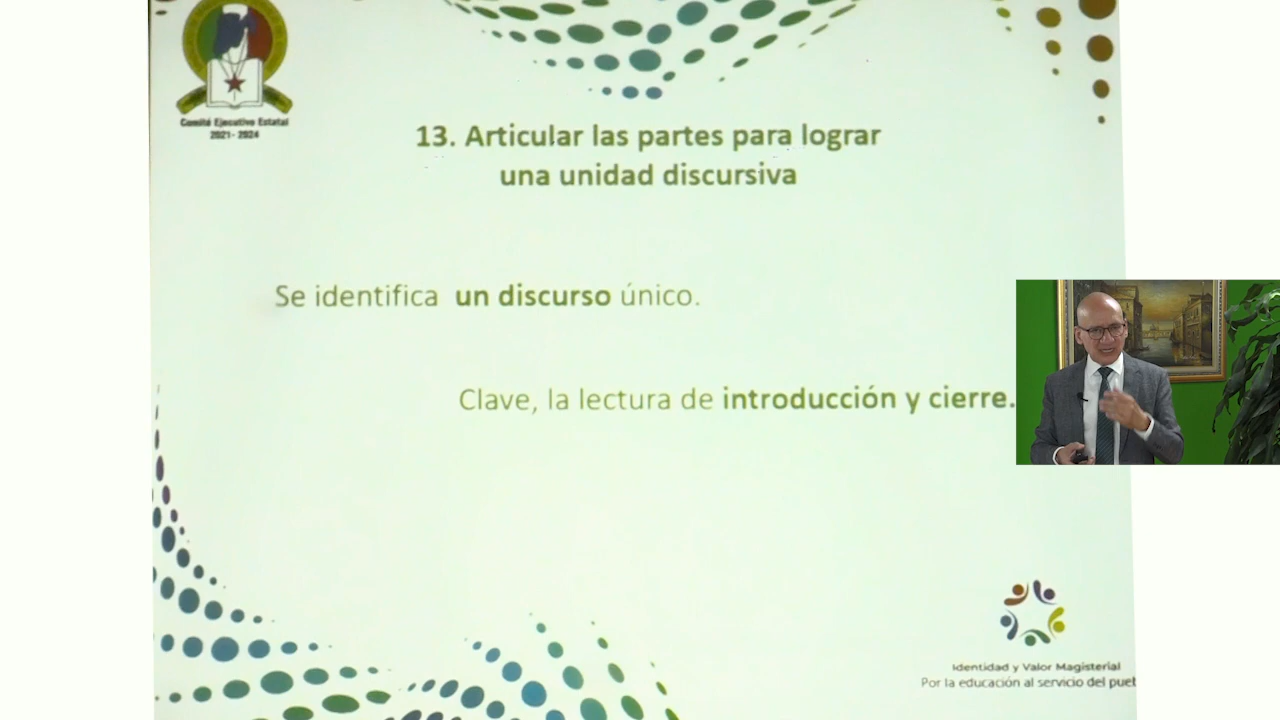 Comité Ejecutivo Estatal
2021- 2024
13. Articular las partes para lograr
una unidad discursiva
Se identifica un discurso único.
Clave, la lectura de introducción y cierre.
Identidad y Valor Magisterial
Por la educación al servicio del puet